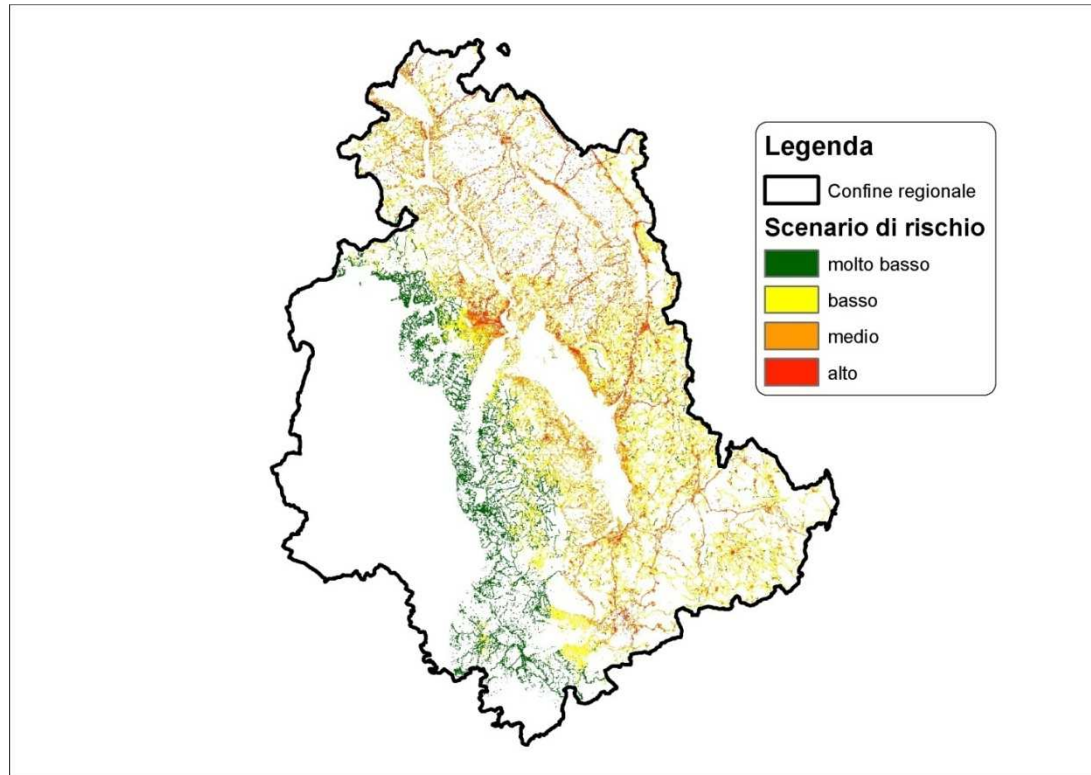 Legenda
Confine regionale
Scenario di rischio
molto basso
basso
medio
alto